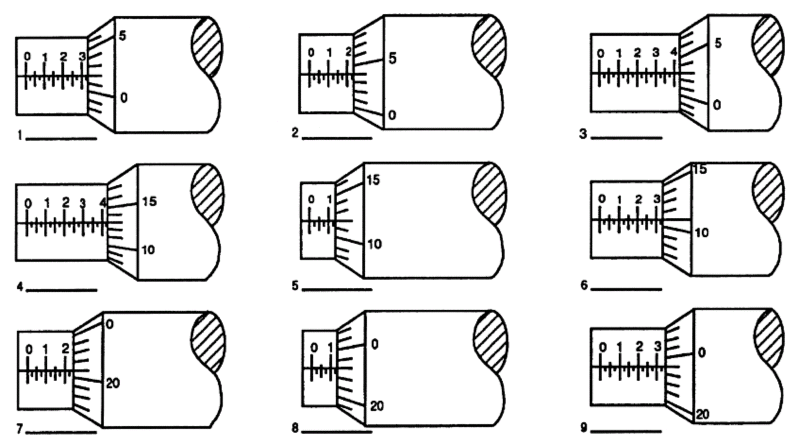 0 1 2 3 5 0
1
0 1 2 5 0
2
0 1 2 3 4 5 0
3
0 1 2 3 4 15 10
4
0 1 15 10
5
0 1 2 3 15 10
6
0 1 2 0 20
7
0 1 0 20
8
0 1 2 3 0 20
9